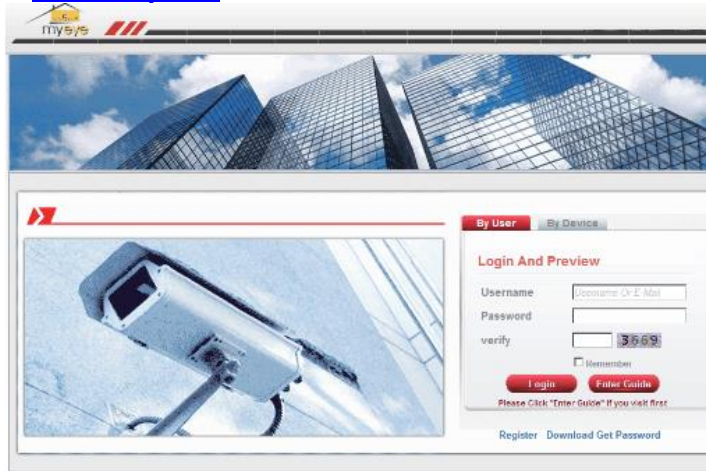 myeye
By User By Device
Login And Preview
Username Username Or E-Mail
Password
verify 3669
Remember
Login Enter Guide
Please Click "Enter Guide" If you visit first
Register Download Get Password